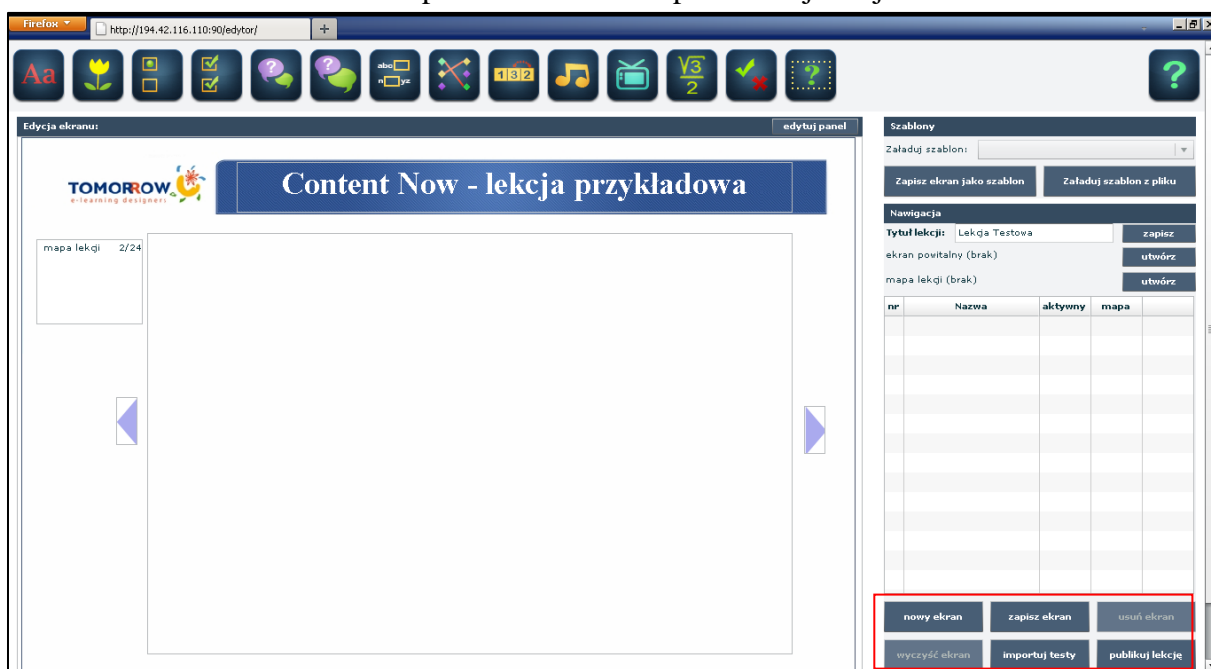 Firefox
http://194.42.116.110:90/edytor/
+
Aa
?
?
abc
n yz
1 3 2
√3
2
?
?
Edycja ekranu:
edytuj panel
TOMORROW
e-learning designers
Content Now - lekcja przykładowa
mapa lekcji 2/24
Szablony
Załaduj szablon:
Zapisz ekran jako szablon
Załaduj szablon z pliku
Nawigacja
Tytuł lekcji: Lekcja Testowa zapisz
ekran powitalny (brak) utwórz
mapa lekcji (brak) utwórz
nr Nazwa aktywny mapa
nowy ekran zapisz ekran usuń ekran
wyczyść ekran importuj testy publikuj lekcję